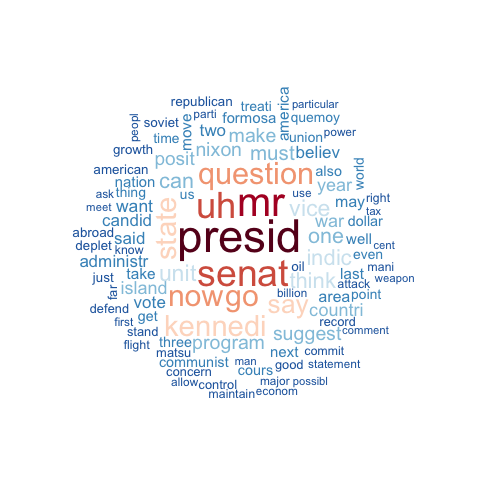 republican treati america particular
peopl soviet parti move formosa quemoy
growth time two make union power
american posit nixon must believ
nation thing can question also world
ask us year use right
meet want uh mr vice may tax
candid state war dollar
abroad said presid one well cent
deplet know administr indic even
just take unit senat oil think last mani
far island attack weapon
defend vote nowgo billion say area point
first get kennedi suggest countri record
stand three program comment
flight matsu next commit
communist man good statement
concern cours
allow control major possibl
maintain econom